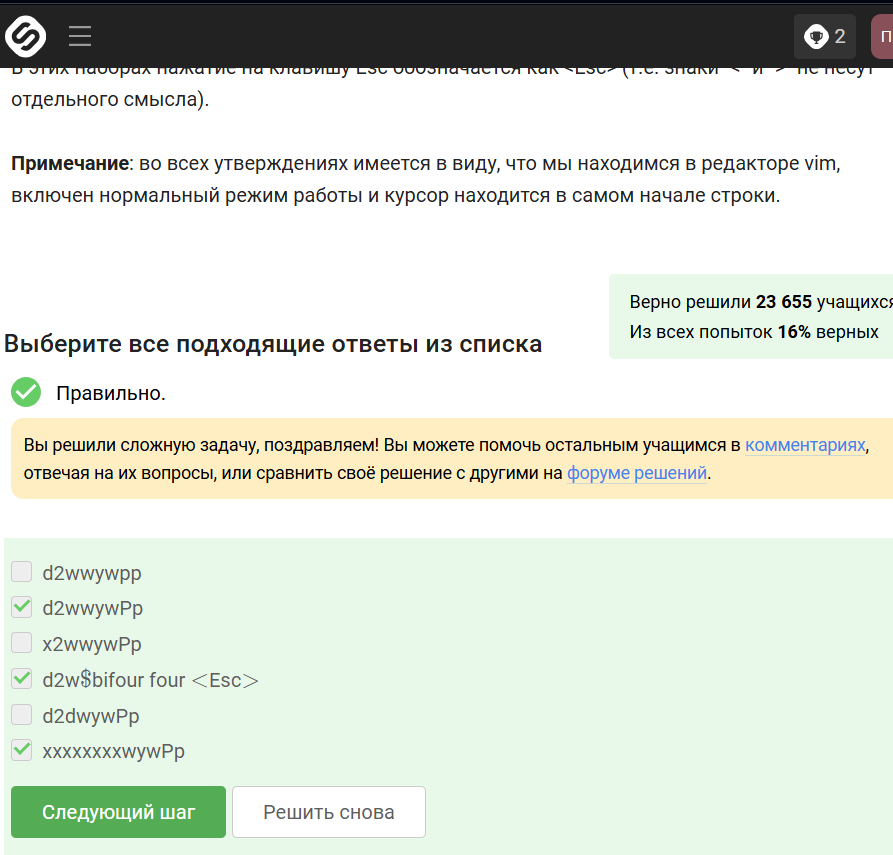 2
П
В этих наборах нажатие на клавишу Esc обозначается как <Esc> (т.е. знаки "<" и ">" не несут
отдельного смысла).
Примечание: во всех утверждениях имеется в виду, что мы находимся в редакторе vim,
включен нормальный режим работы и курсор находится в самом начале строки.
Верно решили 23 655 учащихся
Из всех попыток 16% верных
Выберите все подходящие ответы из списка
Правильно.
Вы решили сложную задачу, поздравляем! Вы можете помочь остальным учащимся в комментариях,
отвечая на их вопросы, или сравнить своё решение с другими на форуме решений.
d2wwywpp
d2wwywPp
x2wwywPp
d2w$bifour four <Esc>
d2dwywPp
xxxxxxxxwywPp
Следующий шаг
Решить снова